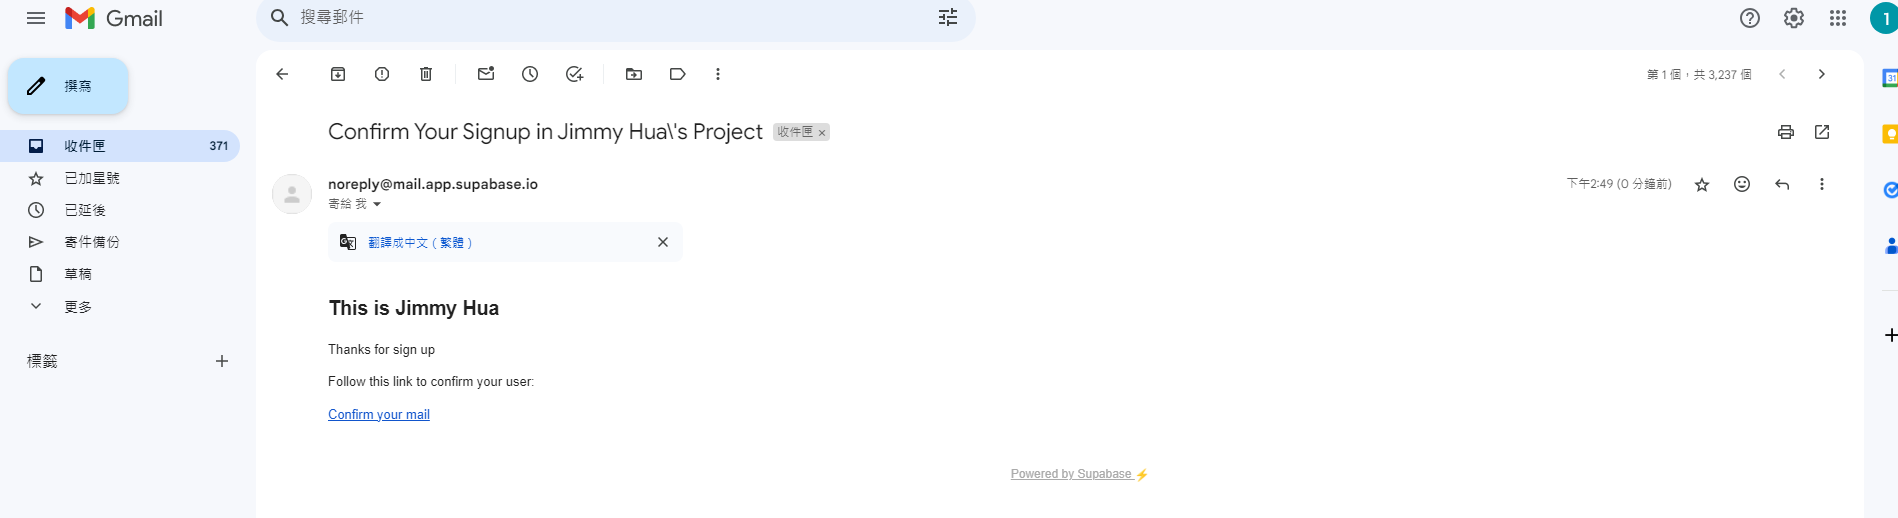 Gmail
搜尋郵件
1
撰寫
第 1 個，共 3,237 個
31
收件匣 371
已加星號
已延後
寄件備份
草稿
更多
標籤
Confirm Your Signup in Jimmy Hua\'s Project 收件匣
noreply@mail.app.supabase.io
下午2:49 (0 分鐘前)
寄給 我
翻譯成中文（繁體）
This is Jimmy Hua
Thanks for sign up
Follow this link to confirm your user:
Confirm your mail
Powered by Supabase ⚡